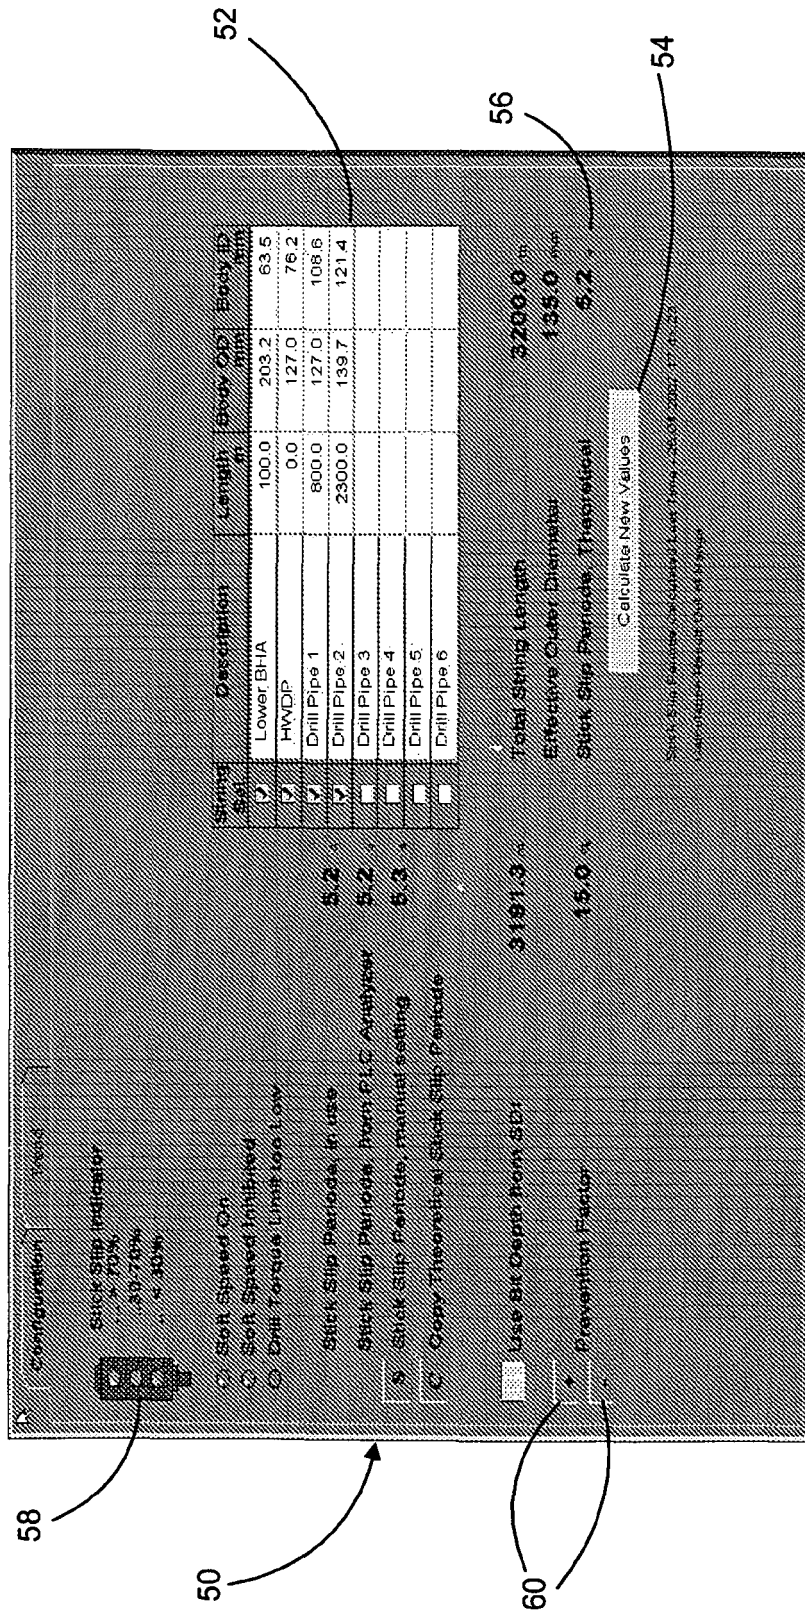 Configuration
Trend
Stick Slip Indicator
> 70%
30-70%
< 30%
Soft Speed On
Soft Speed Inhibied
Drill Torque Limit too Low
Stick Slip Periode, in use 5.2
Stick Slip Periode, from PLC Analyzer 5.2
S Stick Slip Periode, manual setting 5.3
C Copy Theoretical Stick Slip Periode
Use Bit Depth from SDI 3191.3
+ Prevention Factor 15.0
-
String Sel Description Length m Body OD mm Body ID mm
Lower BHA 100.0 203.2 63.5
HWDP 0.0 127.0 76.2
Drill Pipe 1 800.0 127.0 108.6
Drill Pipe 2 2300.0 139.7 121.4
Drill Pipe 3
Drill Pipe 4
Drill Pipe 5
Drill Pipe 6
Total String Length 3200.0 m
Effective Outer Diameter 135.0 mm
Stick Slip Periode, Theoretical 5.2
Calculate New Values
50
52
54
56
58
60